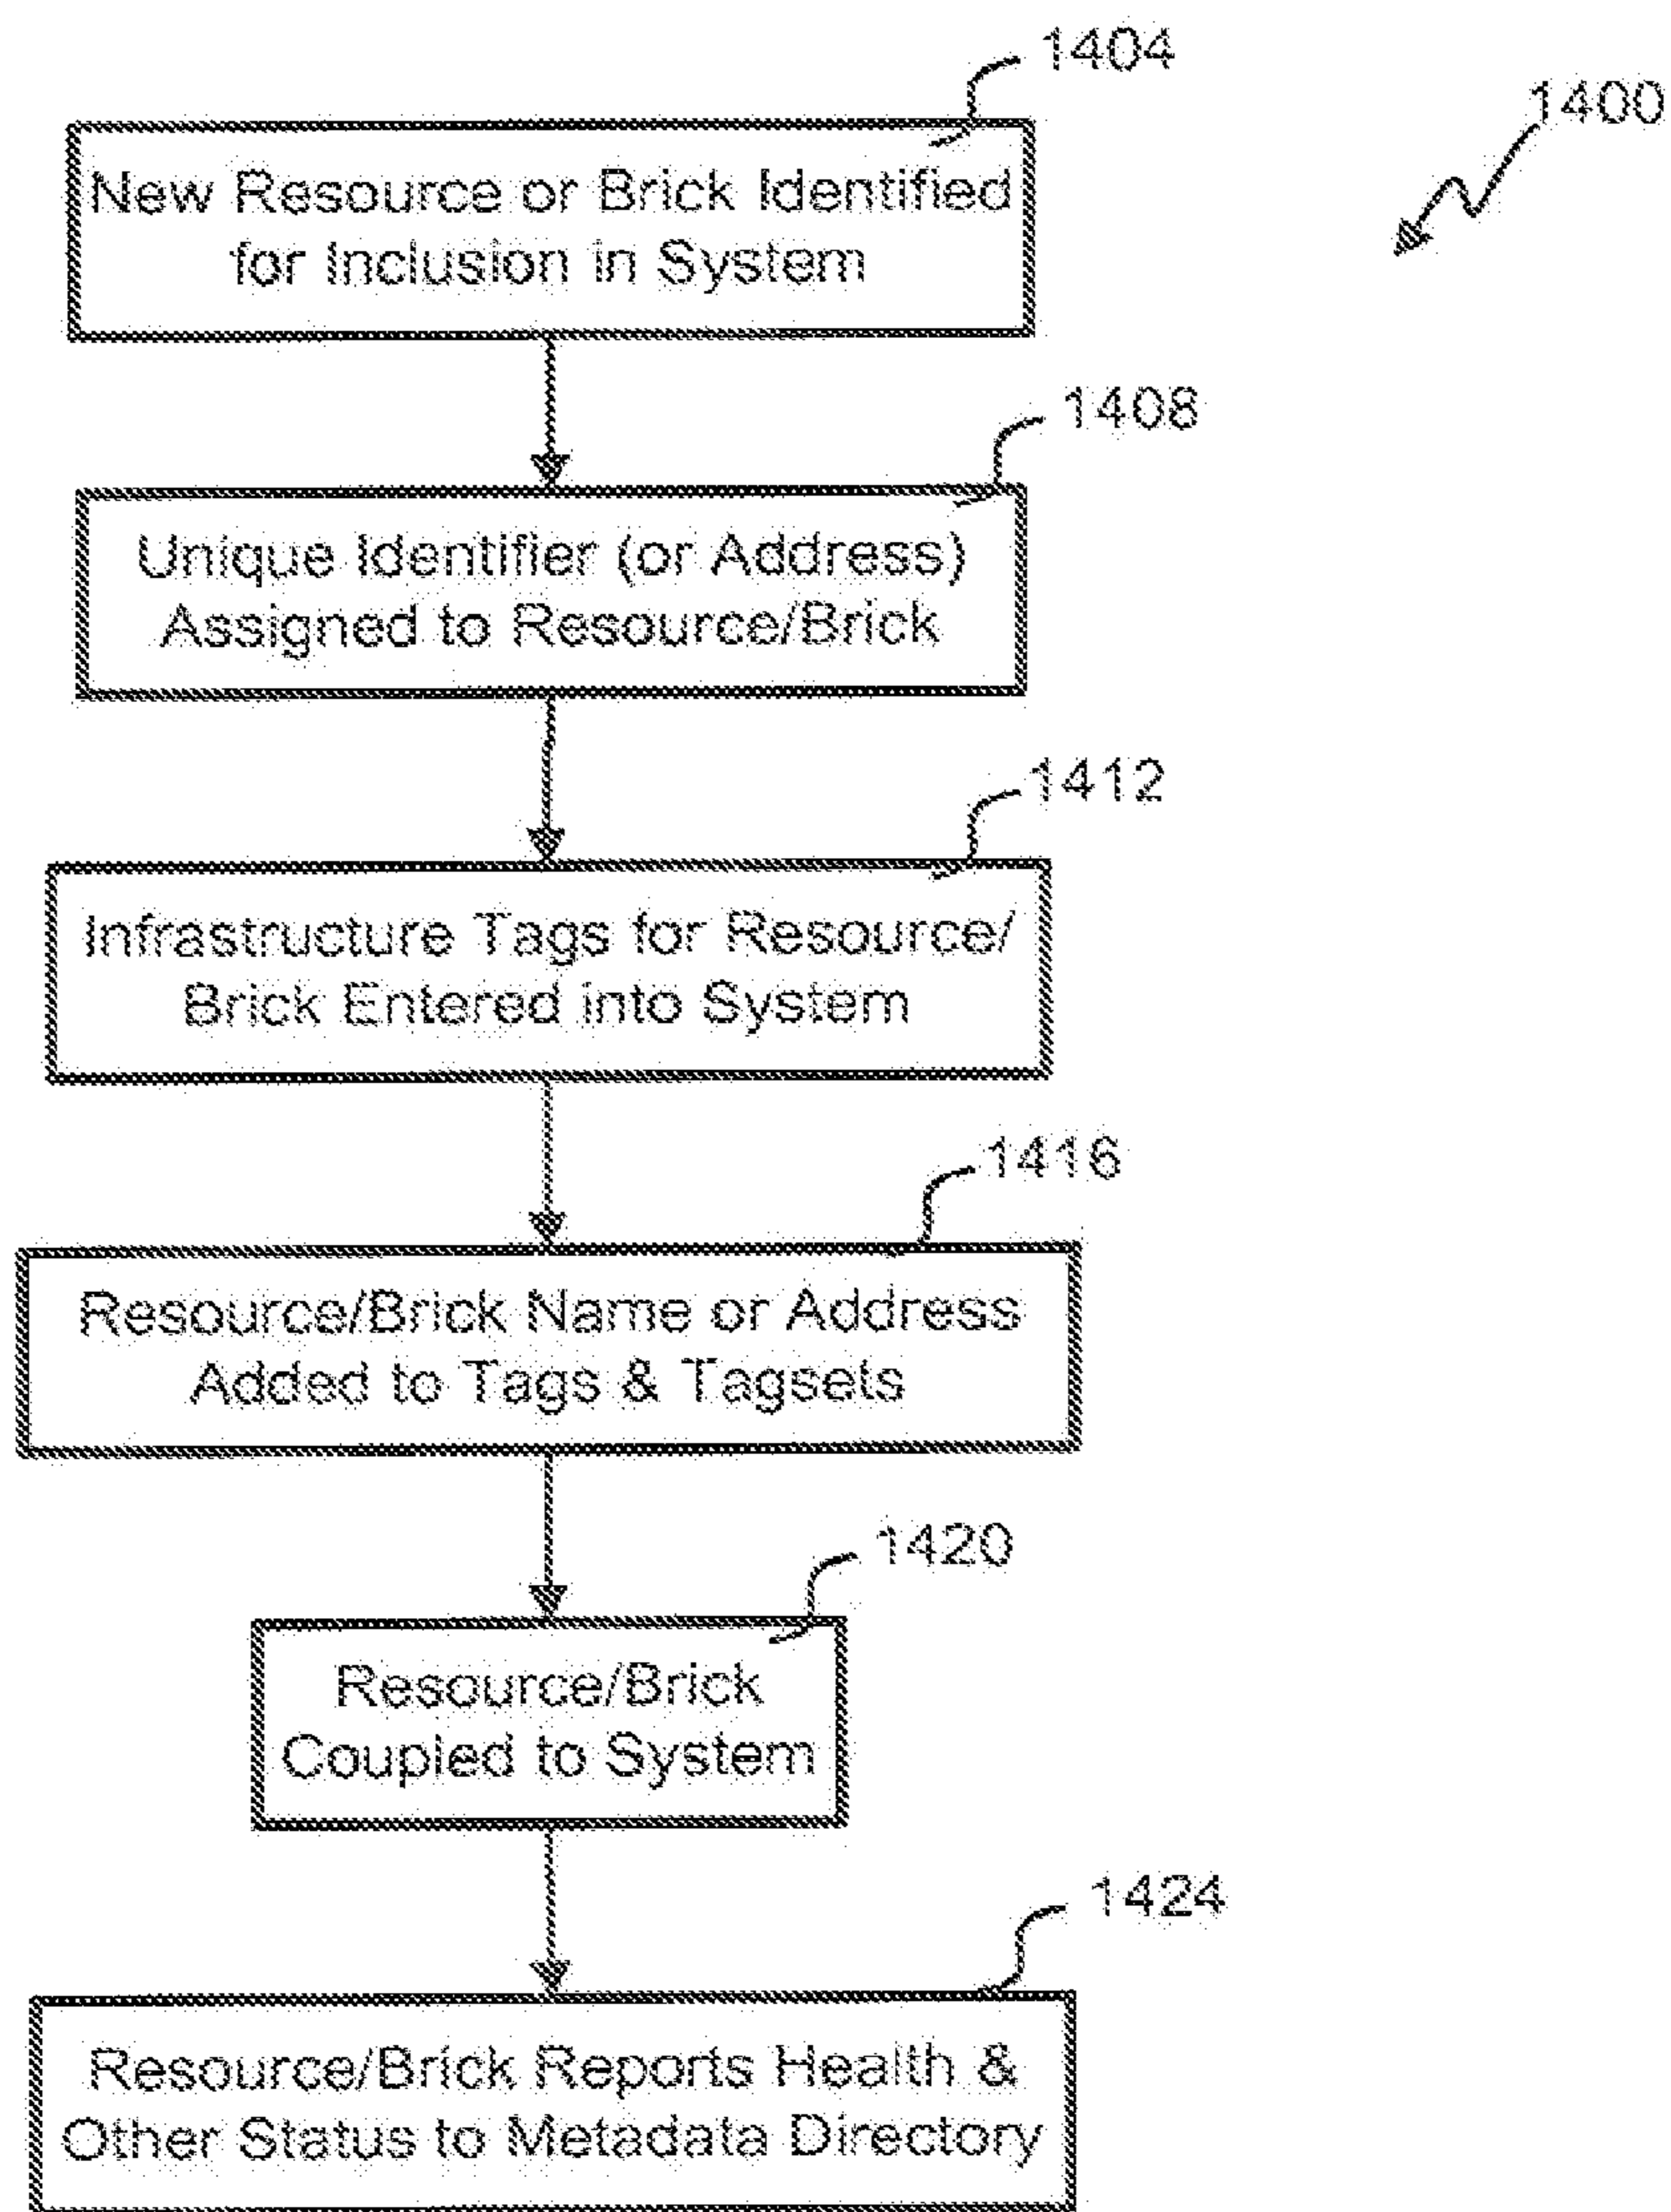 1404
1400
New Resource or Brick Identified
for Inclusion in System
1408
Unique Identifier (or Address)
Assigned to Resource/Brick
1412
Infrastructure Tags for Resource/
Brick Entered into System
1416
Resource/Brick Name or Address
Added to Tags & Tagsets
1420
Resource/Brick
Coupled to System
1424
Resource/Brick Reports Health &
Other Status to Metadata Directory